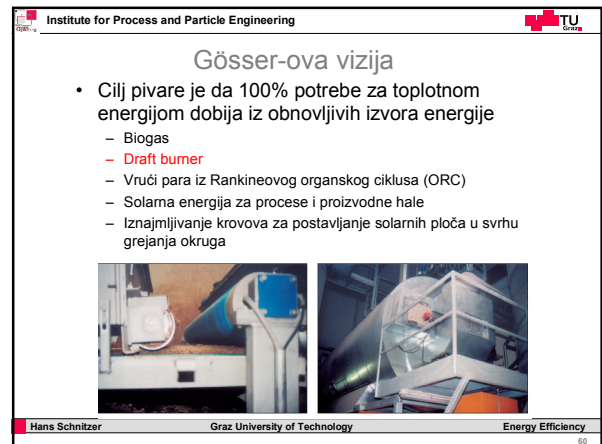 Institute for Process and Particle Engineering
TU
Graz
Gösser-ova vizija
• Cilj pivare je da 100% potrebe za toplotnom
energijom dobija iz obnovljivih izvora energije
– Biogas
– Draft burner
– Vrući para iz Rankineovog organskog ciklusa (ORC)
– Solarna energija za procese i proizvodne hale
– Iznajmljivanje krovova za postavljanje solarnih ploča u svrhu
grejanja okruga
Hans Schnitzer Graz University of Technology Energy Efficiency
60